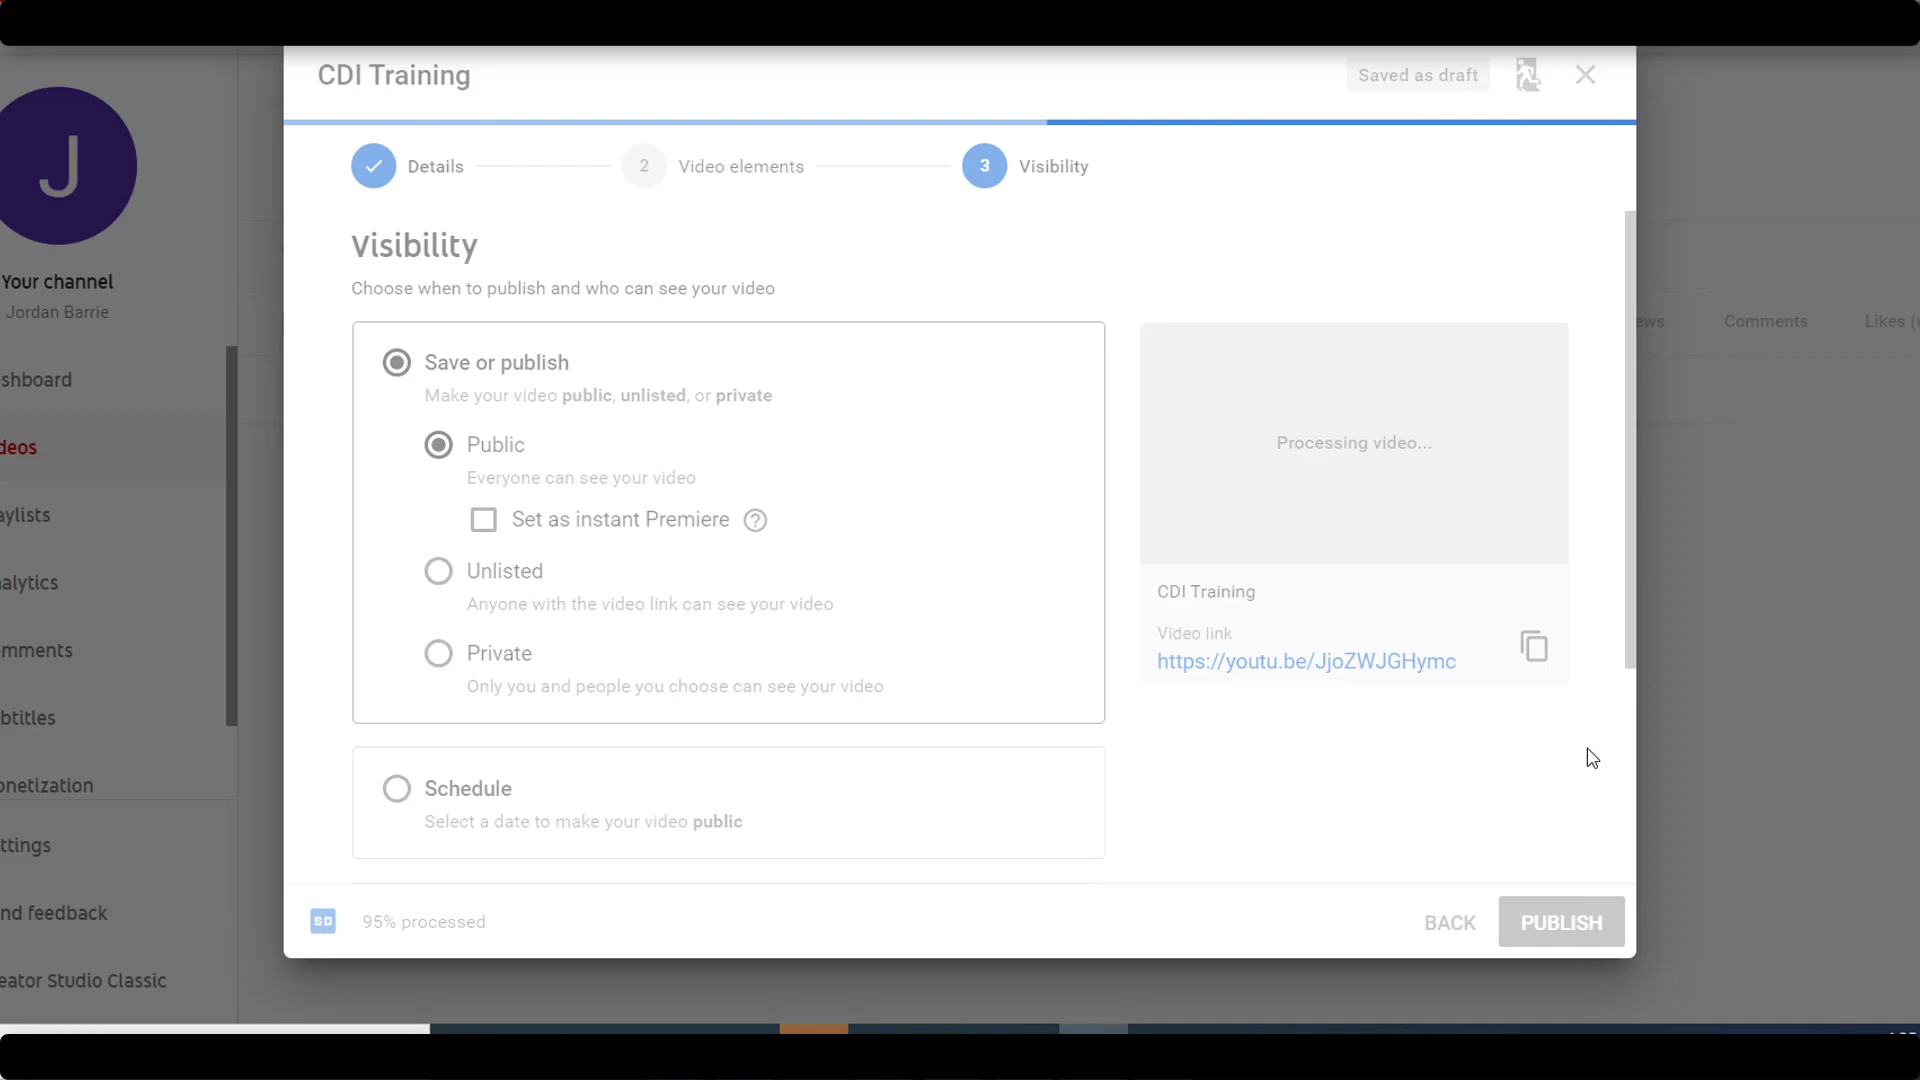 CDI Training
Saved as draft
Details
2
Video elements
3
Visibility
J
Your channel
Jordan Barrie
shboard
deos
aylists
alytics
mments
btitles
onetization
ttings
nd feedback
eator Studio Classic
Visibility
Choose when to publish and who can see your video
Save or publish
Make your video public, unlisted, or private
Public
Everyone can see your video
Set as instant Premiere ?
Unlisted
Anyone with the video link can see your video
Private
Only you and people you choose can see your video
Schedule
Select a date to make your video public
Processing video...
CDI Training
Video link
https://youtu.be/JjoZWJGHymc
ews
Comments
Likes (
SD
95% processed
BACK
PUBLISH